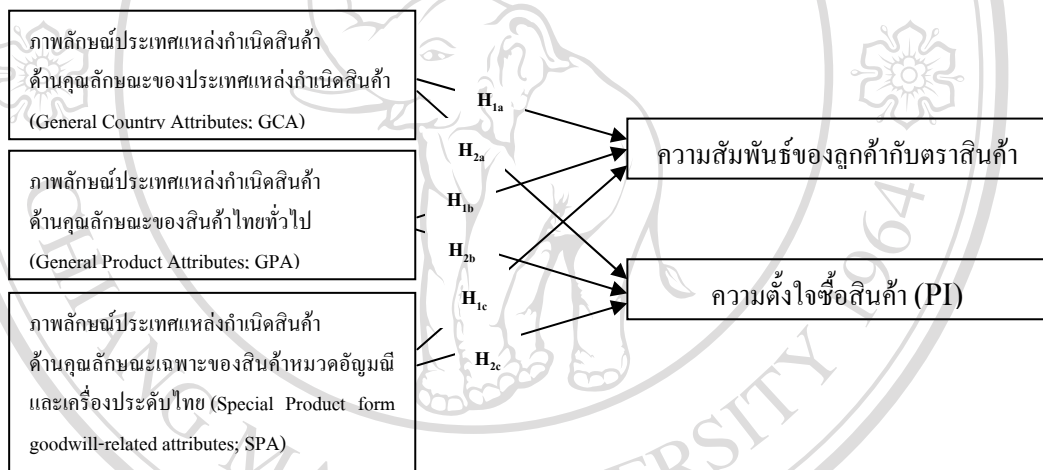 ภาพลักษณ์ประเทศแหล่งกำเนิดสินค้า
ด้านคุณลักษณะของประเทศแหล่งกำเนิดสินค้า
(General Country Attributes; GCA)
ภาพลักษณ์ประเทศแหล่งกำเนิดสินค้า
ด้านคุณลักษณะของสินค้าไทยทั่วไป
(General Product Attributes; GPA)
ภาพลักษณ์ประเทศแหล่งกำเนิดสินค้า
ด้านคุณลักษณะเฉพาะของสินค้าหมวดอัญมณี
และเครื่องประดับไทย (Special Product form
goodwill-related attributes; SPA)
H1a
H2a
H1b
H2b
H1c
H2c
ความสัมพันธ์ของลูกค้ากับตราสินค้า
ความตั้งใจซื้อสินค้า (PI)
CHIANG MAI UNIVERSITY 1964